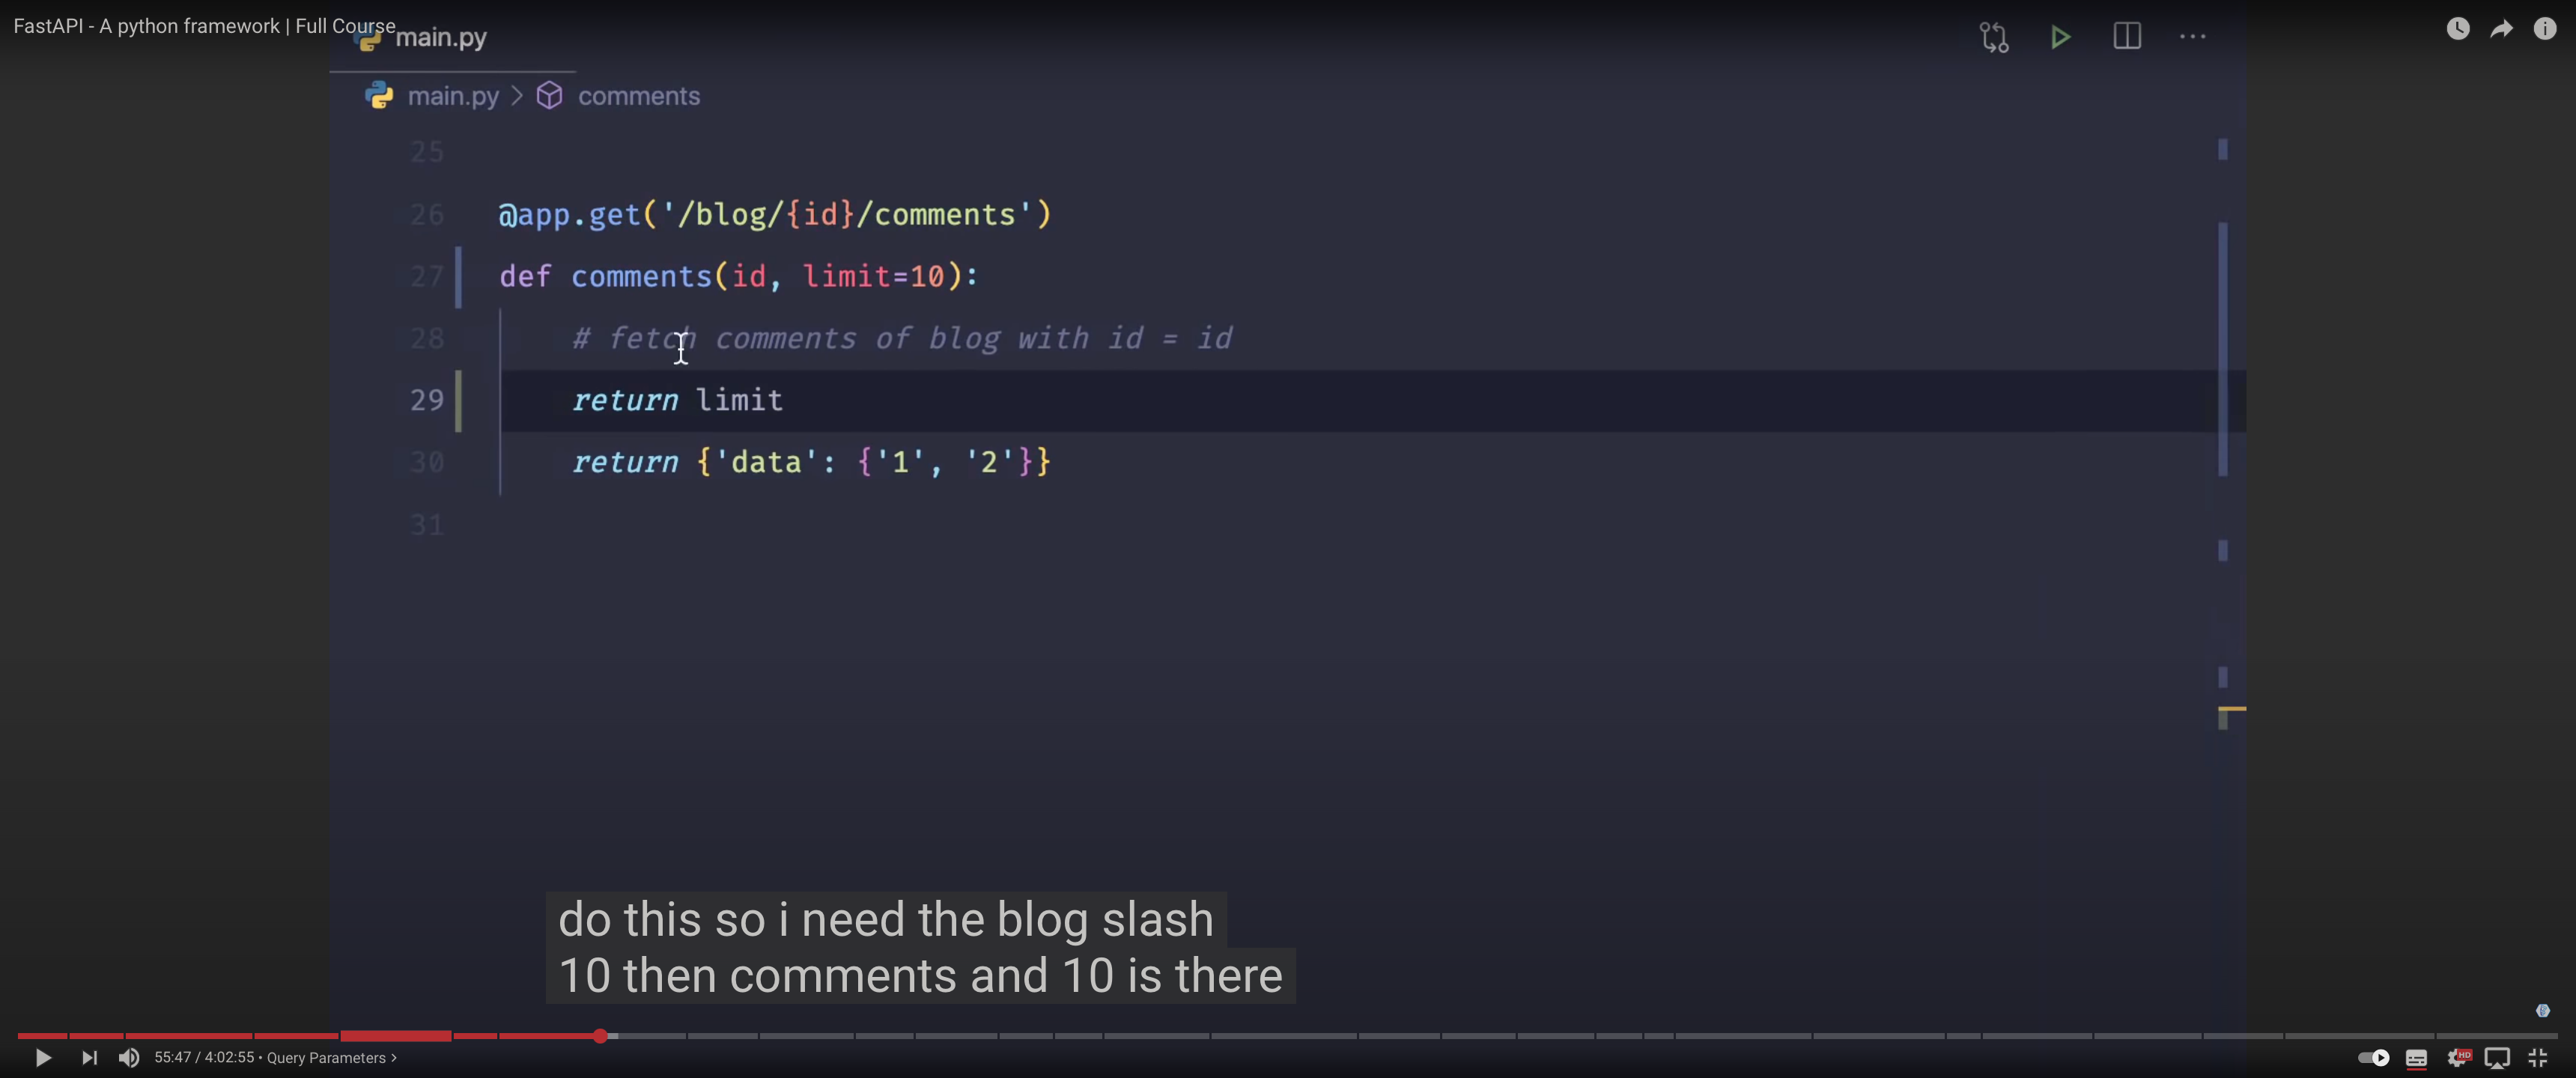 FastAPI - A python framework | Full Course
main.py
main.py > comments
25
26 @app.get('/blog/{id}/comments')
27 def comments(id, limit=10):
28     # fetch comments of blog with id = id
29     return limit
30     return {'data': {'1', '2'}}
31
do this so i need the blog slash
10 then comments and 10 is there
55:47 / 4:02:55 • Query Parameters >
HD